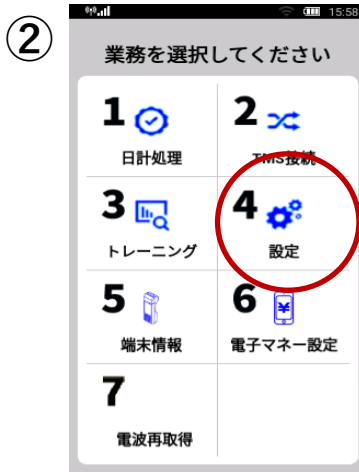 ②
15:58
業務を選択してください
1
日計処理
2
TMS接続
3
トレーニング
4
設定
5
端末情報
6
¥
電子マネー設定
7
電波再取得